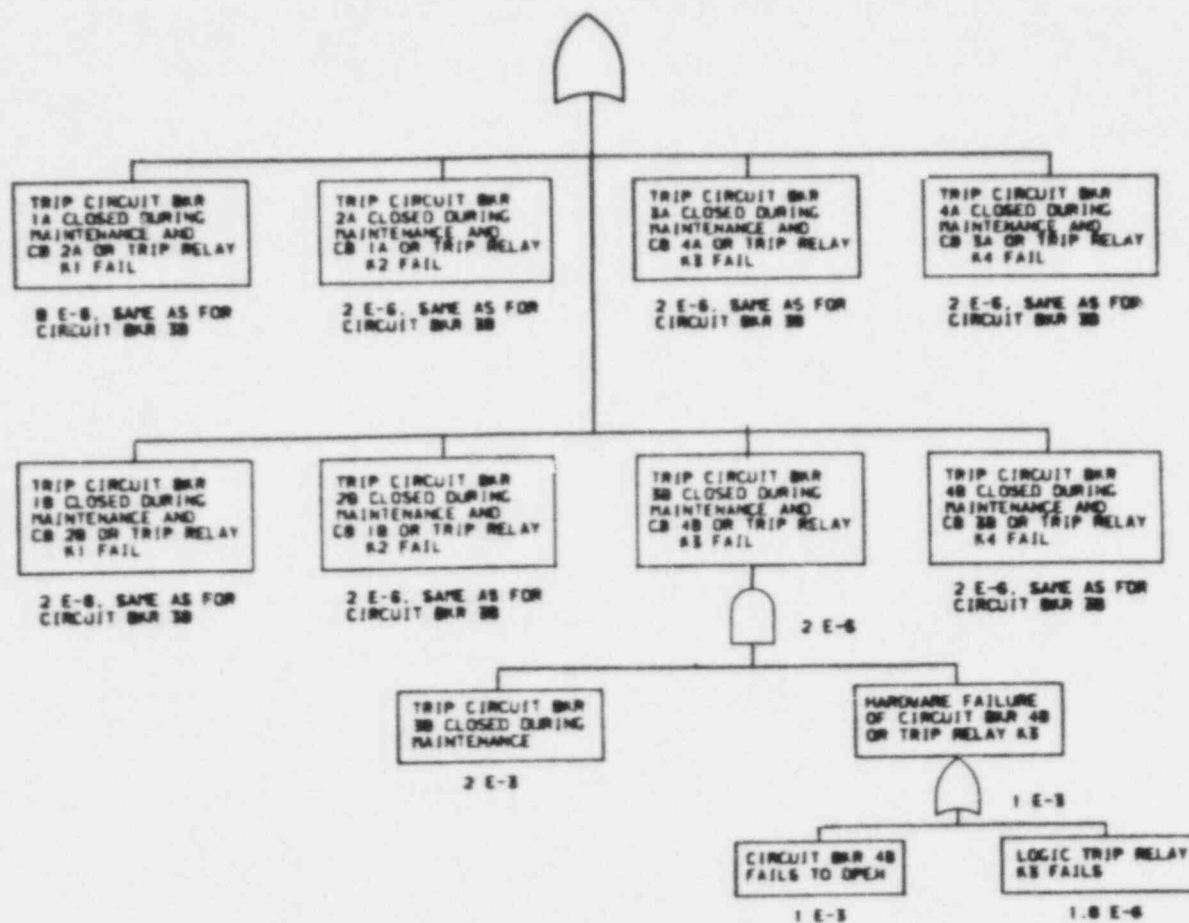 TRIP CIRCUIT BKR
1A CLOSED DURING
MAINTENANCE AND
CB 2A OR TRIP RELAY
K1 FAIL
TRIP CIRCUIT BKR
2A CLOSED DURING
MAINTENANCE AND
CB 1A OR TRIP RELAY
K2 FAIL
TRIP CIRCUIT BKR
3A CLOSED DURING
MAINTENANCE AND
CB 4A OR TRIP RELAY
K3 FAIL
TRIP CIRCUIT BKR
4A CLOSED DURING
MAINTENANCE AND
CB 3A OR TRIP RELAY
K4 FAIL
E-6, SAME AS FOR
CIRCUIT BKR 3B
2 E-6, SAME AS FOR
CIRCUIT BKR 3B
2 E-6, SAME AS FOR
CIRCUIT BKR 3B
2 E-6, SAME AS FOR
CIRCUIT BKR 3B
TRIP CIRCUIT BKR
1B CLOSED DURING
MAINTENANCE AND
CB 2B OR TRIP RELAY
K1 FAIL
TRIP CIRCUIT BKR
2B CLOSED DURING
MAINTENANCE AND
CB 1B OR TRIP RELAY
K2 FAIL
TRIP CIRCUIT BKR
3B CLOSED DURING
MAINTENANCE AND
CB 4B OR TRIP RELAY
K3 FAIL
TRIP CIRCUIT BKR
4B CLOSED DURING
MAINTENANCE AND
CB 3B OR TRIP RELAY
K4 FAIL
2 E-6, SAME AS FOR
CIRCUIT BKR 3B
2 E-6, SAME AS FOR
CIRCUIT BKR 3B
2 E-6
2 E-6, SAME AS FOR
CIRCUIT BKR 3B
TRIP CIRCUIT BKR
3B CLOSED DURING
MAINTENANCE
2 E-3
HARDWARE FAILURE
OF CIRCUIT BKR 4B
OR TRIP RELAY K3
1 E-3
CIRCUIT BKR 4B
FAILS TO OPEN
1 E-3
LOGIC TRIP RELAY
K3 FAILS
1.8 E-6